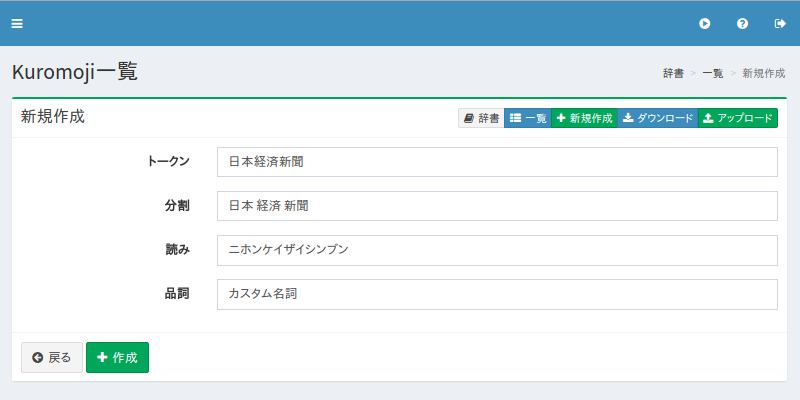 Kuromoji一覧
辞書 > 一覧 > 新規作成
新規作成
辞書 一覧 新規作成 ダウンロード アップロード
トークン 日本経済新聞
分割 日本 経済 新聞
読み ニホンケイザイシンブン
品詞 カスタム名詞
戻る 作成